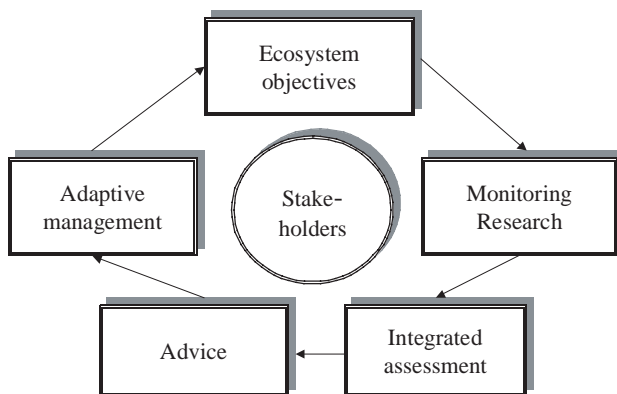 Ecosystem
objectives
Adaptive
management
Stake-
holders
Monitoring
Research
Advice
Integrated
assessment